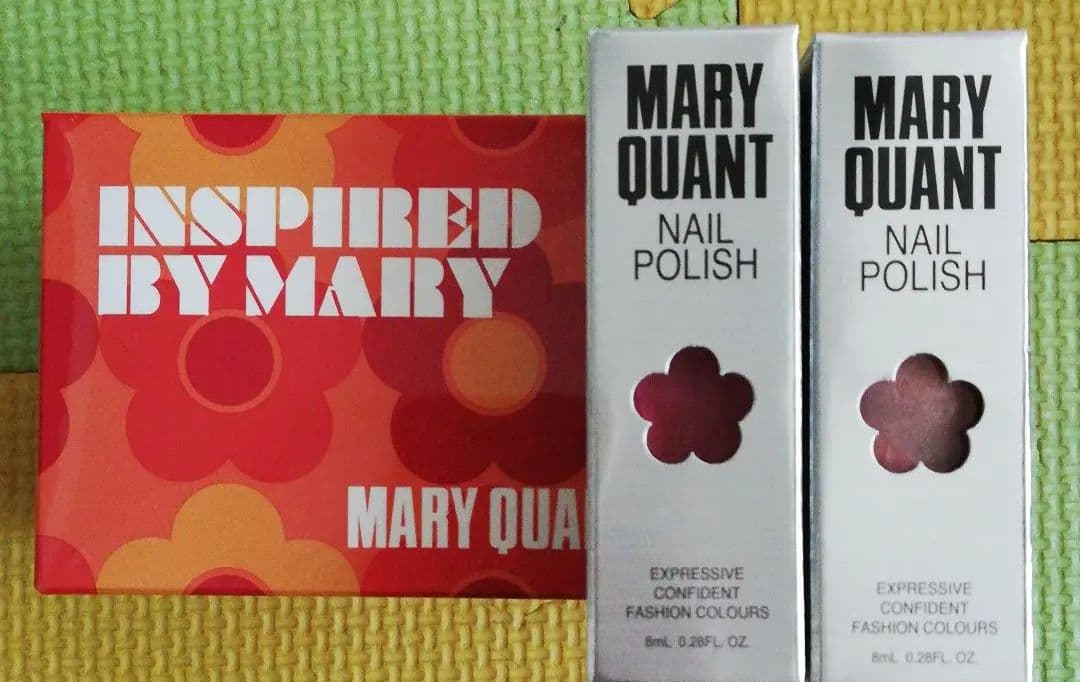 INSPIRED
BY MARY
MARY QUA
MARY
QUANT
NAIL
POLISH
EXPRESSIVE
CONFIDENT
FASHION COLOURS
8mL 0.28FL. OZ.
MARY
QUANT
NAIL
POLISH
EXPRESSIVE
CONFIDENT
FASHION COLOURS
8mL 0.28FL. OZ.